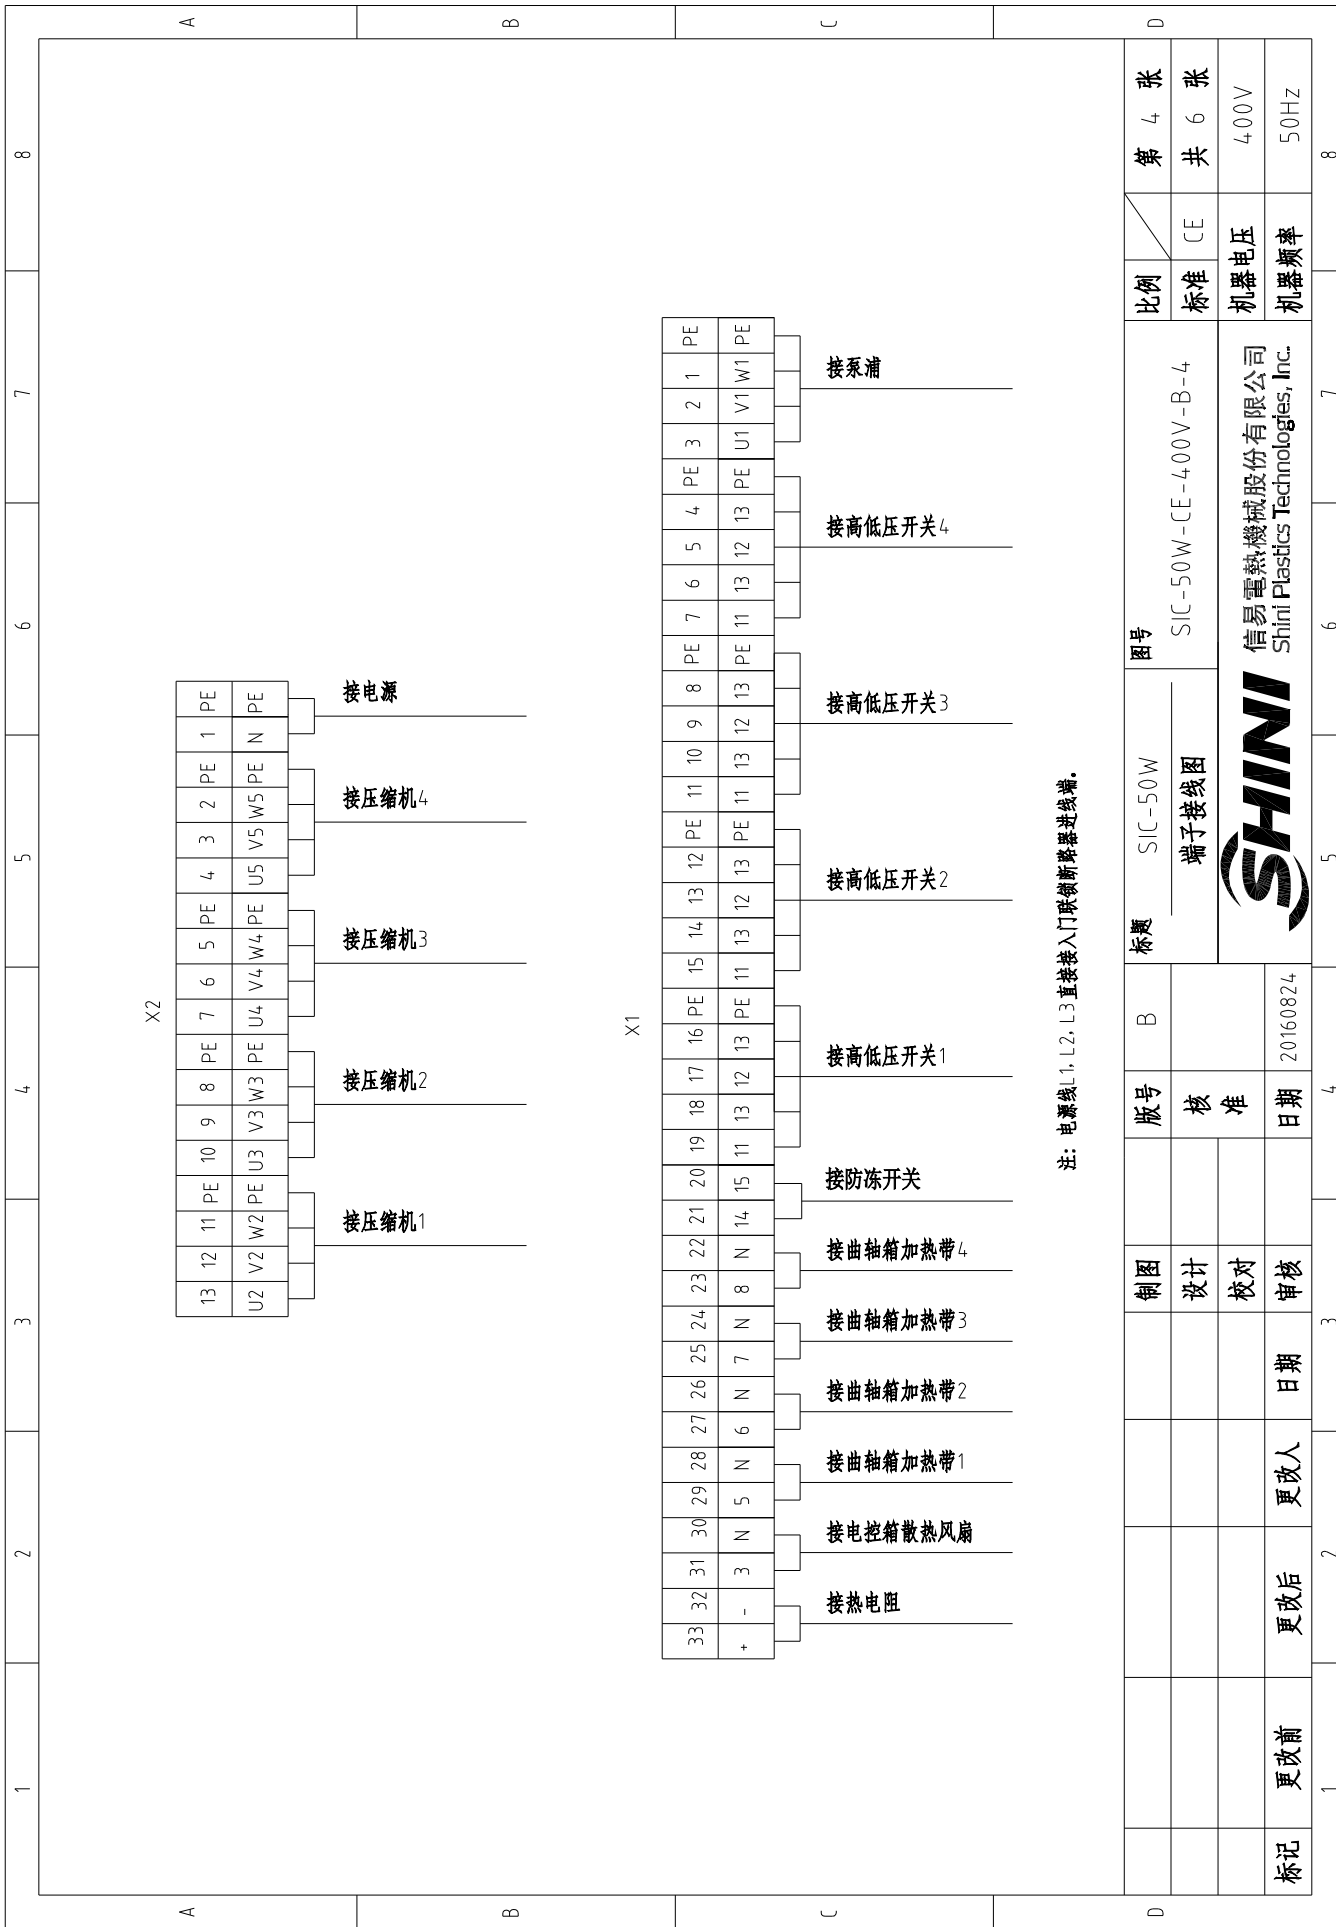 1 2 3 4 5 6 7 8
A
B
C
D
X2
13 12 11 PE 10 9 8 PE 7 6 5 PE 4 3 2 PE 1 PE
U2 V2 W2 PE U3 V3 W3 PE U4 V4 W4 PE U5 V5 W5 PE N PE
接压缩机1 接压缩机2 接压缩机3 接压缩机4 接电源
X1
33 32 31 30 29 28 27 26 25 24 23 22 21 20 19 18 17 16 PE 15 14 13 12 PE 11 10 9 8 PE 7 6 5 4 PE 3 2 1 PE
+ - 3 N 5 N 6 N 7 N 8 N 14 15 11 13 12 13 PE 11 13 12 13 PE 11 13 12 13 PE 11 13 12 13 PE U1 V1 W1 PE
接热电阻 接电控箱散热风扇 接曲轴箱加热带1 接曲轴箱加热带2 接曲轴箱加热带3 接曲轴箱加热带4 接防冻开关 接高低压开关1 接高低压开关2 接高低压开关3 接高低压开关4 接泵浦
注：电源线L1, L2, L3直接接入门联锁断路器进线端。
标记 更改前 更改后 更改人 日期
制图
设计
校对
审核
版号 B
核准
日期 20160824
标题 SIC-50W
端子接线图
图号
SIC-50W-CE-400V-B-4
SHINI
信易電熱機械股份有限公司
Shini Plastics Technologies, Inc.
比例 第 4 张
标准 CE 共 6 张
机器电压 400V
机器频率 50Hz
A
B
C
D
1 2 3 4 5 6 7 8